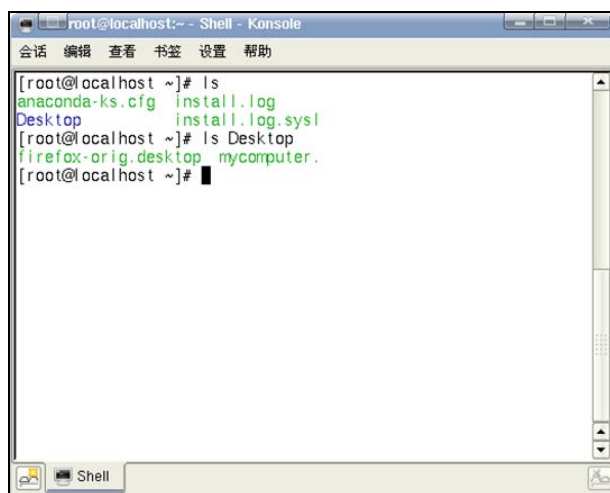 root@localhost:~ - Shell - Konsole
会话 编辑 查看 书签 设置 帮助
[root@localhost ~]# ls
anaconda-ks.cfg install.log
Desktop install.log.sysl
[root@localhost ~]# ls Desktop
firefox-orig.desktop mycomputer.
[root@localhost ~]#
Shell